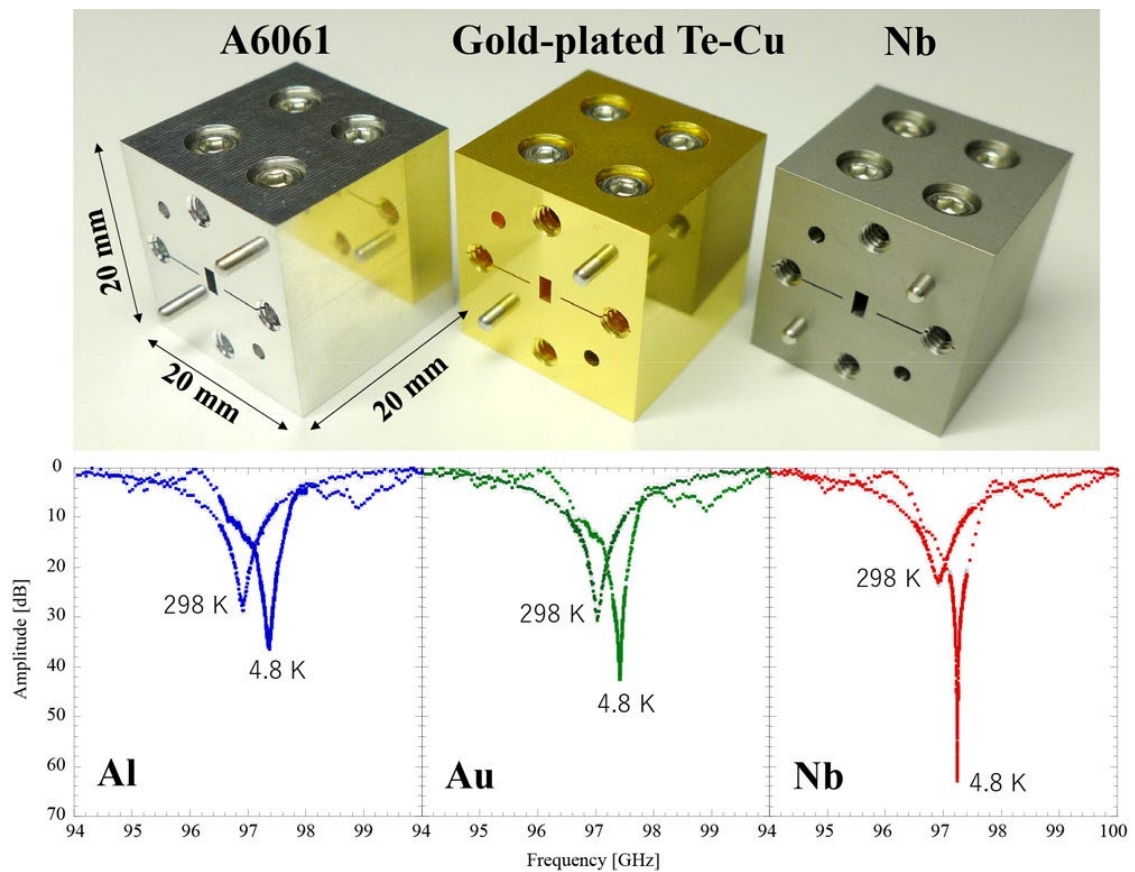 A6061 Gold-plated Te-Cu Nb
20 mm
20 mm
20 mm
0
10
20
30
40
50
60
70
Amplitude [dB]
298 K
4.8 K
Al
298 K
4.8 K
Au
298 K
4.8 K
Nb
94 95 96 97 98 99 94 95 96 97 98 99 94 95 96 97 98 99 100
Frequency [GHz]